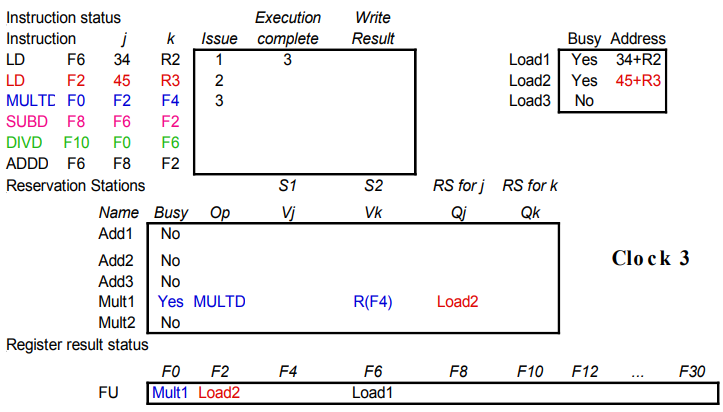 Instruction status Execution Write
Instruction j k Issue complete Result Busy Address
LD F6 34 R2 1 3 Load1 Yes 34+R2
LD F2 45 R3 2 Load2 Yes 45+R3
MULTD F0 F2 F4 3 Load3 No
SUBD F8 F6 F2
DIVD F10 F0 F6
ADDD F6 F8 F2
Reservation Stations S1 S2 RS for j RS for k
Name Busy Op Vj Vk Qj Qk
Add1 No
Add2 No Clock 3
Add3 No
Mult1 Yes MULTD R(F4) Load2
Mult2 No
Register result status
F0 F2 F4 F6 F8 F10 F12 ... F30
FU Mult1 Load2 Load1